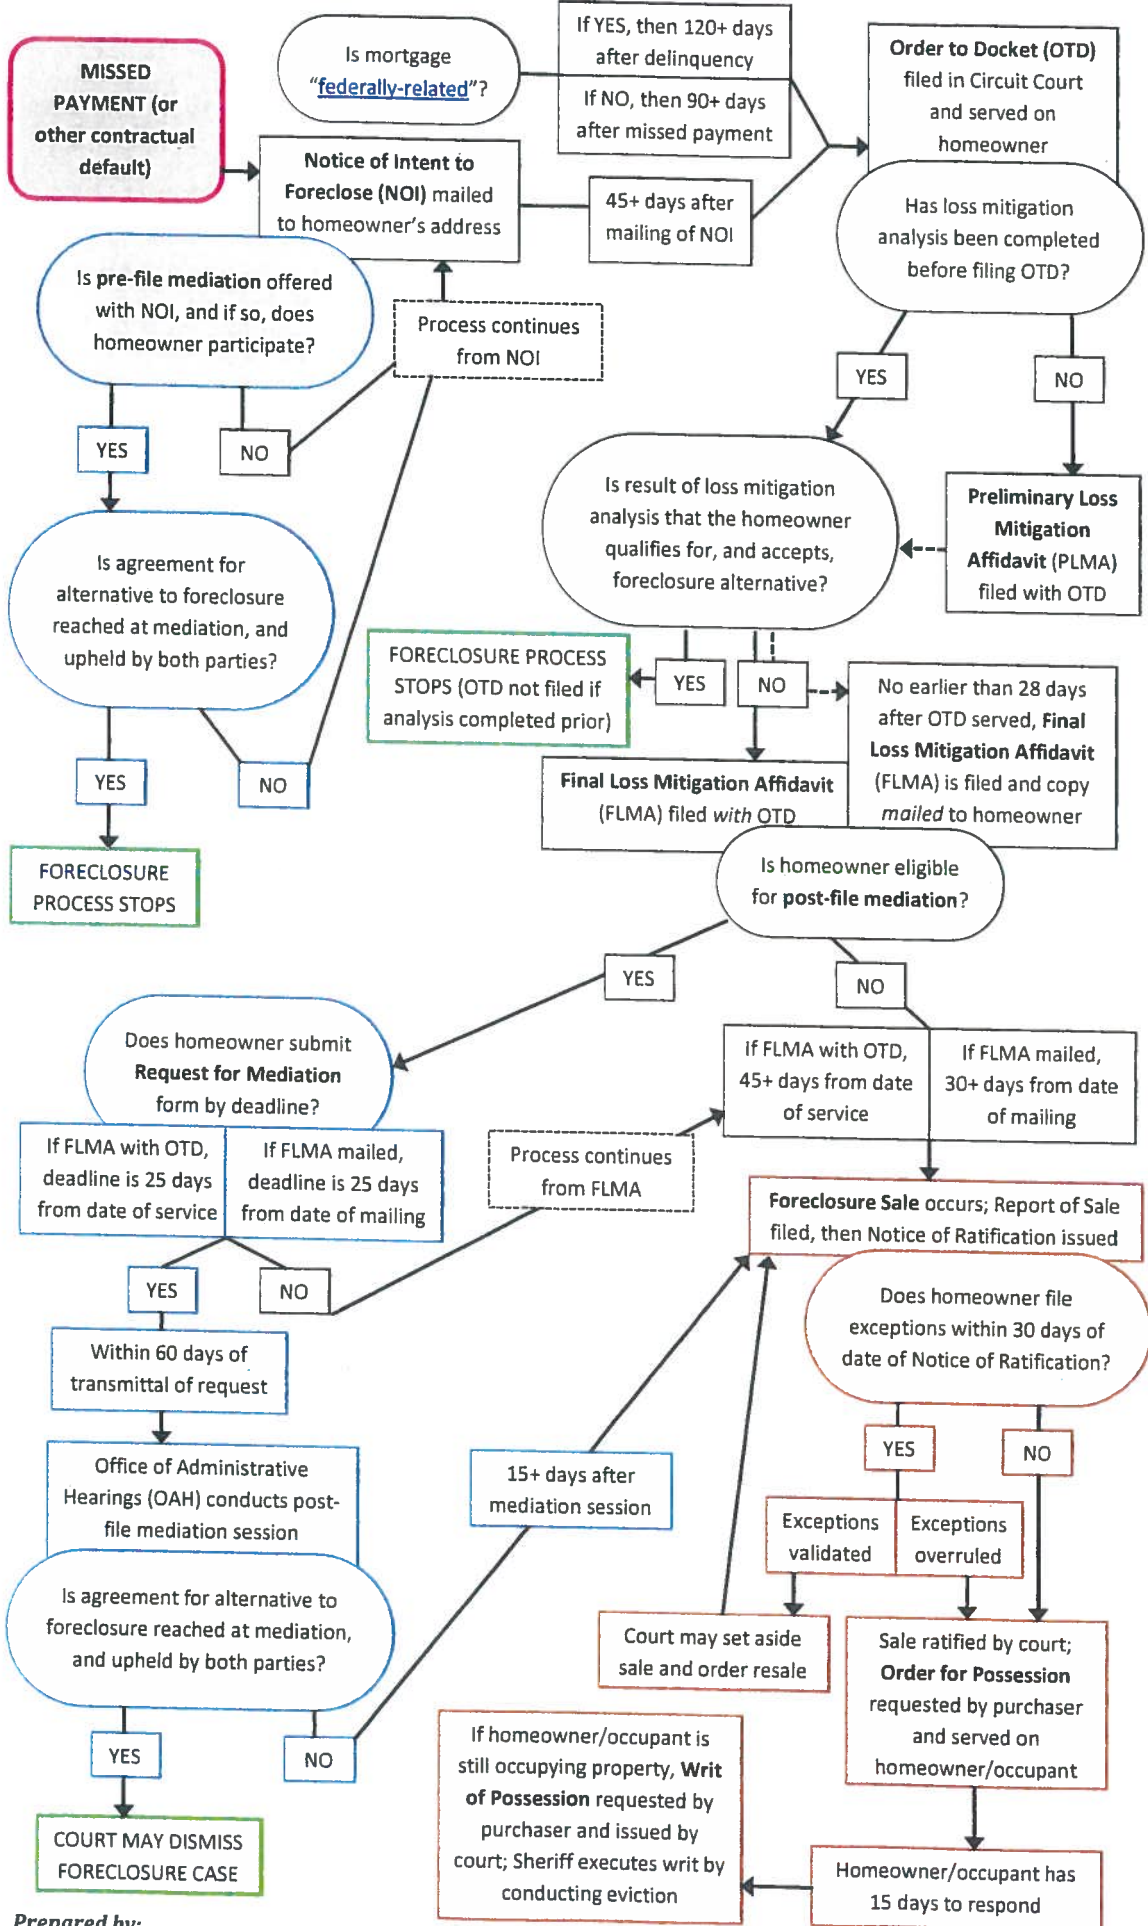 MISSED
PAYMENT (or
other contractual
default)
Is mortgage
“federally-related”?
If YES, then 120+ days
after delinquency
If NO, then 90+ days
after missed payment
Order to Docket (OTD)
filed in Circuit Court
and served on
homeowner
Notice of Intent to
Foreclose (NOI) mailed
to homeowner’s address
45+ days after
mailing of NOI
Has loss mitigation
analysis been completed
before filing OTD?
Is pre-file mediation offered
with NOI, and if so, does
homeowner participate?
Process continues
from NOI
YES
NO
YES
NO
Is result of loss mitigation
analysis that the homeowner
qualifies for, and accepts,
foreclosure alternative?
Preliminary Loss
Mitigation
Affidavit (PLMA)
filed with OTD
Is agreement for
alternative to foreclosure
reached at mediation, and
upheld by both parties?
FORECLOSURE PROCESS
STOPS (OTD not filed if
analysis completed prior)
YES
NO
No earlier than 28 days
after OTD served, Final
Loss Mitigation Affidavit
(FLMA) is filed and copy
mailed to homeowner
YES
NO
Final Loss Mitigation Affidavit
(FLMA) filed with OTD
FORECLOSURE
PROCESS STOPS
Is homeowner eligible
for post-file mediation?
YES
NO
Does homeowner submit
Request for Mediation
form by deadline?
If FLMA with OTD,
45+ days from date
of service
If FLMA mailed,
30+ days from date
of mailing
If FLMA with OTD,
deadline is 25 days
from date of service
If FLMA mailed,
deadline is 25 days
from date of mailing
Process continues
from FLMA
Foreclosure Sale occurs; Report of Sale
filed, then Notice of Ratification issued
YES
NO
Does homeowner file
exceptions within 30 days of
date of Notice of Ratification?
Within 60 days of
transmittal of request
YES
NO
Office of Administrative
Hearings (OAH) conducts post-
file mediation session
15+ days after
mediation session
Exceptions
validated
Exceptions
overruled
Is agreement for alternative to
foreclosure reached at mediation,
and upheld by both parties?
Court may set aside
sale and order resale
Sale ratified by court;
Order for Possession
requested by purchaser
and served on
homeowner/occupant
YES
NO
If homeowner/occupant is
still occupying property, Writ
of Possession requested by
purchaser and issued by
court; Sheriff executes writ by
conducting eviction
COURT MAY DISMISS
FORECLOSURE CASE
Homeowner/occupant has
15 days to respond
Prepared by: